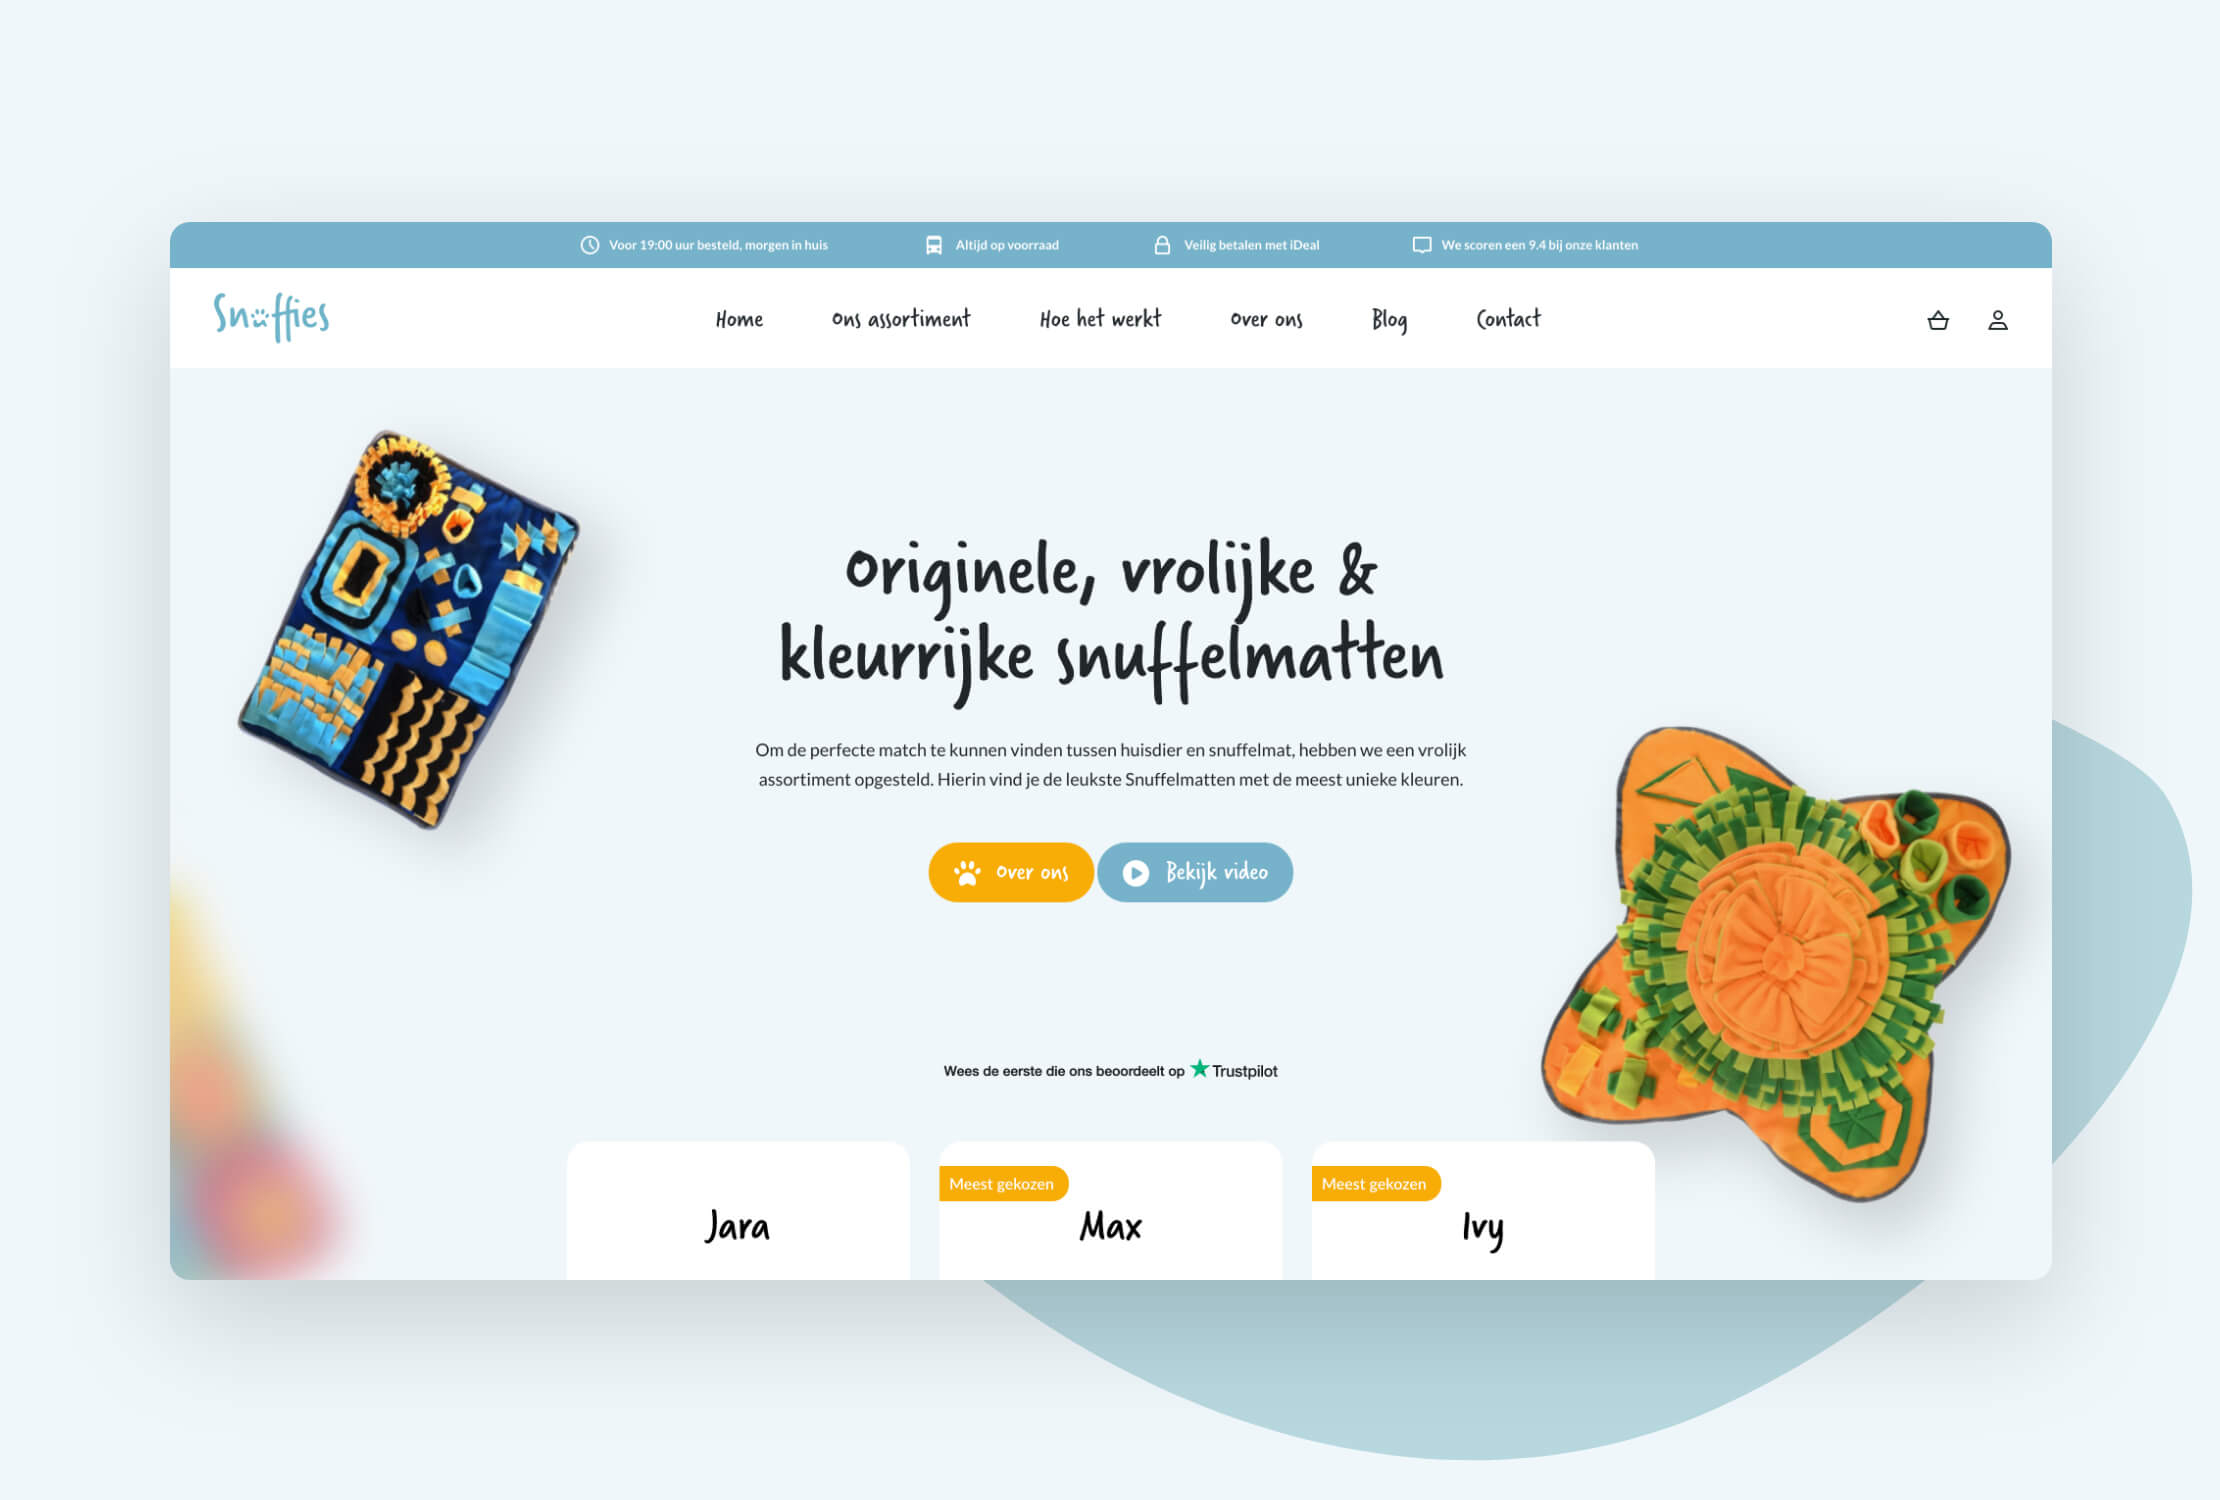 Voor 19:00 uur besteld, morgen in huis
Altijd op voorraad
Veilig betalen met iDeal
We scoren een 9.4 bij onze klanten
Snuffies
Home
Ons assortiment
Hoe het werkt
Over ons
Blog
Contact
Originele, vrolijke &
kleurrijke snuffelmatten
Om de perfecte match te kunnen vinden tussen huisdier en snuffelmat, hebben we een vrolijk
assortiment opgesteld. Hierin vind je de leukste Snuffelmatten met de meest unieke kleuren.
Over ons
Bekijk video
Wees de eerste die ons beoordeelt op Trustpilot
Jara
Meest gekozen
Max
Meest gekozen
Ivy